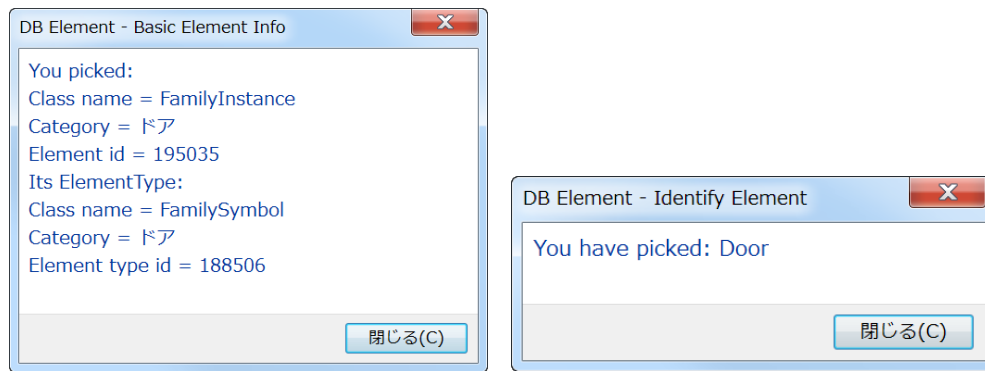 DB Element - Basic Element Info
You picked:
Class name = FamilyInstance
Category = ドア
Element id = 195035
Its ElementType:
Class name = FamilySymbol
Category = ドア
Element type id = 188506
閉じる(C)
DB Element - Identify Element
You have picked: Door
閉じる(C)